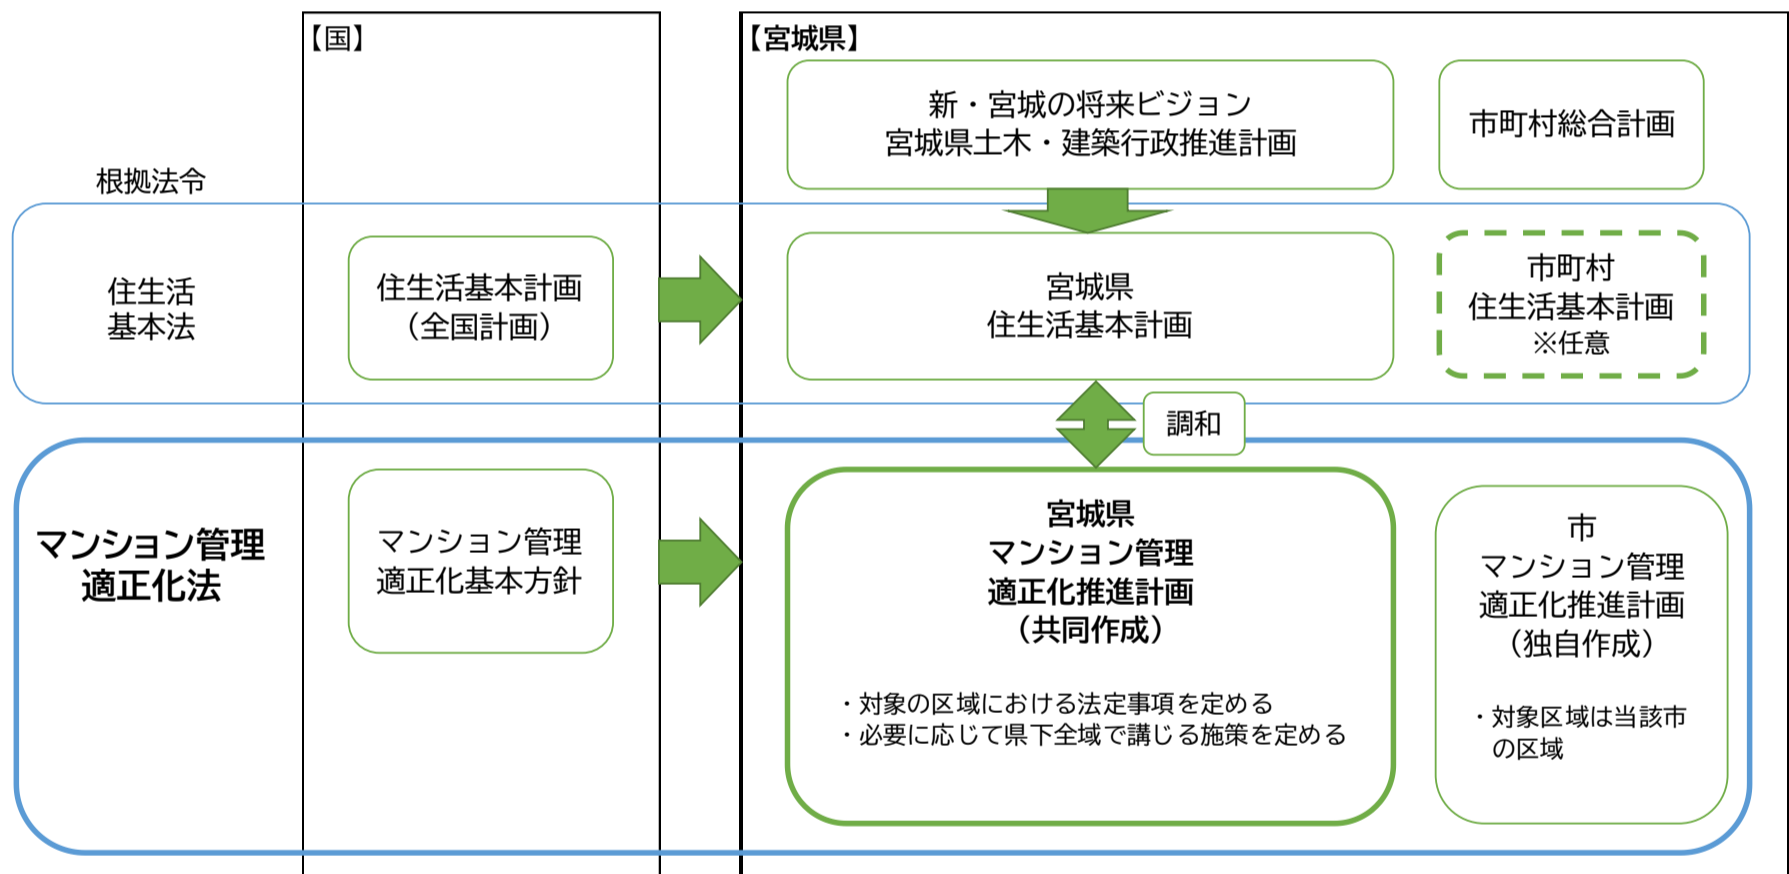 【国】
【宮城県】
新・宮城の将来ビジョン
宮城県土木・建築行政推進計画
市町村総合計画
根拠法令
住生活
基本法
住生活基本計画
（全国計画）
宮城県
住生活基本計画
市町村
住生活基本計画
※任意
調和
マンション管理
適正化法
マンション管理
適正化基本方針
宮城県
マンション管理
適正化推進計画
（共同作成）
・対象の区域における法定事項を定める
・必要に応じて県下全域で講じる施策を定める
市
マンション管理
適正化推進計画
（独自作成）
・対象区域は当該市
の区域